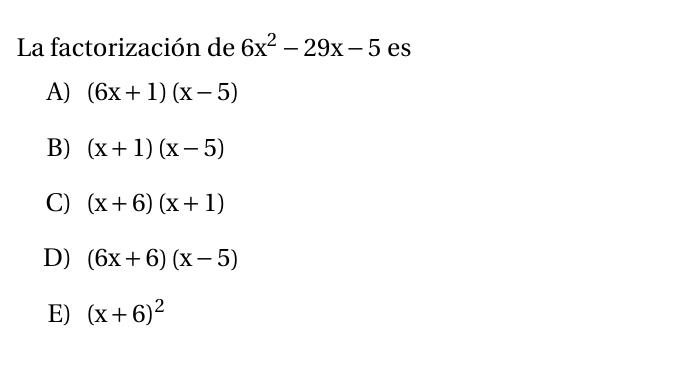 La factorización de 6x² − 29x − 5 es
A) (6x + 1) (x − 5)
B) (x + 1) (x − 5)
C) (x + 6) (x + 1)
D) (6x + 6) (x − 5)
E) (x + 6)²